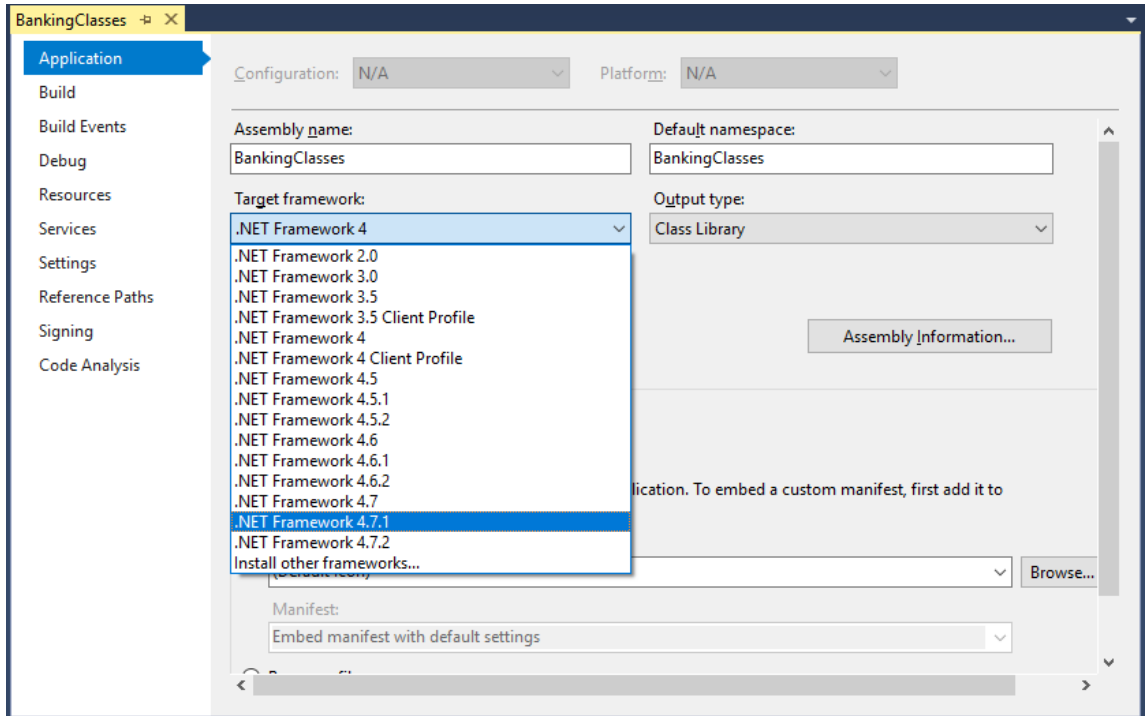 BankingClasses
Application
Build
Build Events
Debug
Resources
Services
Settings
Reference Paths
Signing
Code Analysis
Configuration: N/A Platform: N/A
Assembly name: Default namespace:
BankingClasses BankingClasses
Target framework: Output type:
.NET Framework 4 Class Library
.NET Framework 2.0
.NET Framework 3.0
.NET Framework 3.5
.NET Framework 3.5 Client Profile
.NET Framework 4
.NET Framework 4 Client Profile
.NET Framework 4.5
.NET Framework 4.5.1
.NET Framework 4.5.2
.NET Framework 4.6
.NET Framework 4.6.1
.NET Framework 4.6.2
.NET Framework 4.7
.NET Framework 4.7.1
.NET Framework 4.7.2
Install other frameworks...
Assembly Information...
lication. To embed a custom manifest, first add it to
(Default Icon) Browse...
Manifest:
Embed manifest with default settings